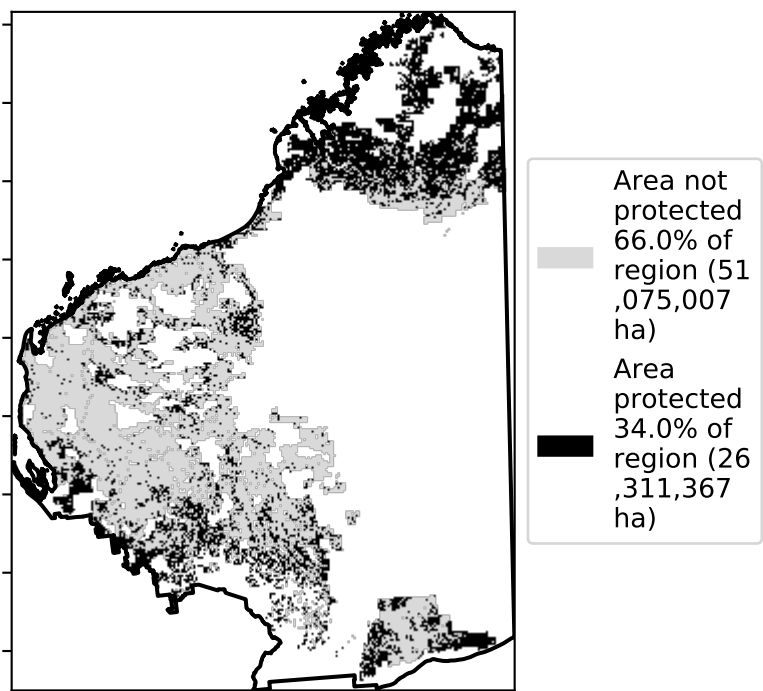 Area not
protected
66.0% of
region (51
,075,007
ha)
Area
protected
34.0% of
region (26
,311,367
ha)